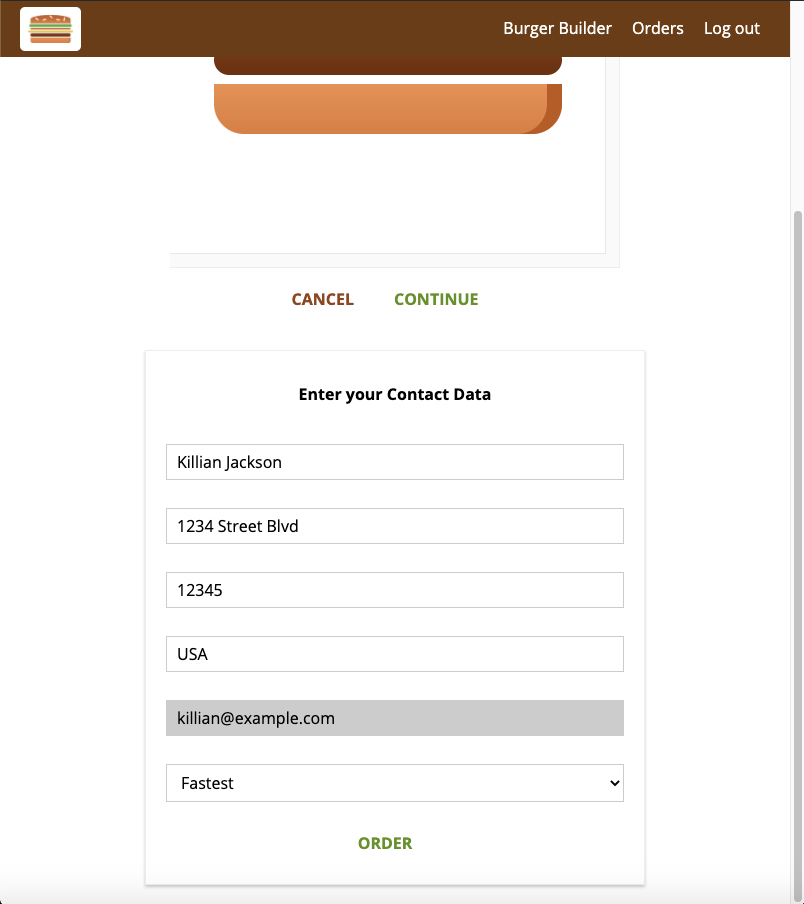 Burger Builder Orders Log out
CANCEL CONTINUE
Enter your Contact Data
Killian Jackson
1234 Street Blvd
12345
USA
killian@example.com
Fastest
ORDER